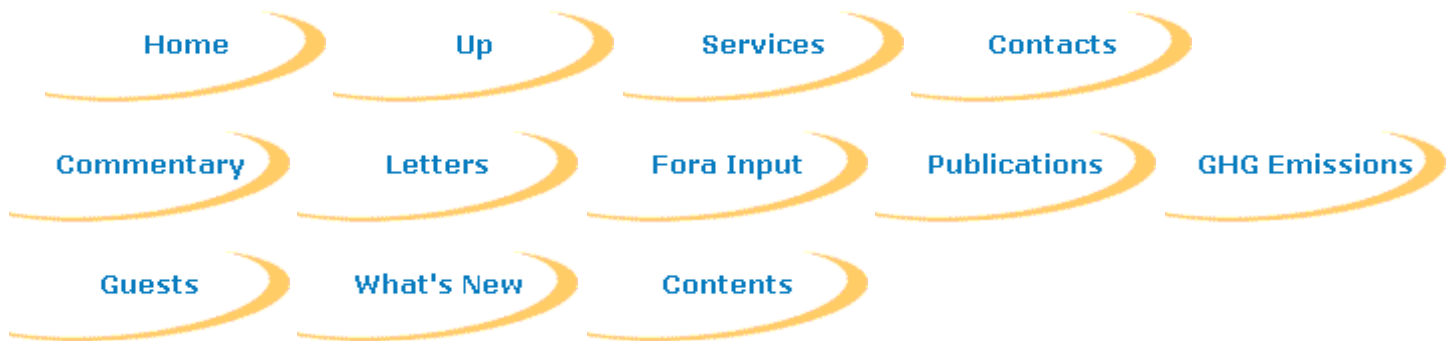 Home Up Services Contacts
Commentary Letters Fora Input Publications GHG Emissions
Guests What's New Contents